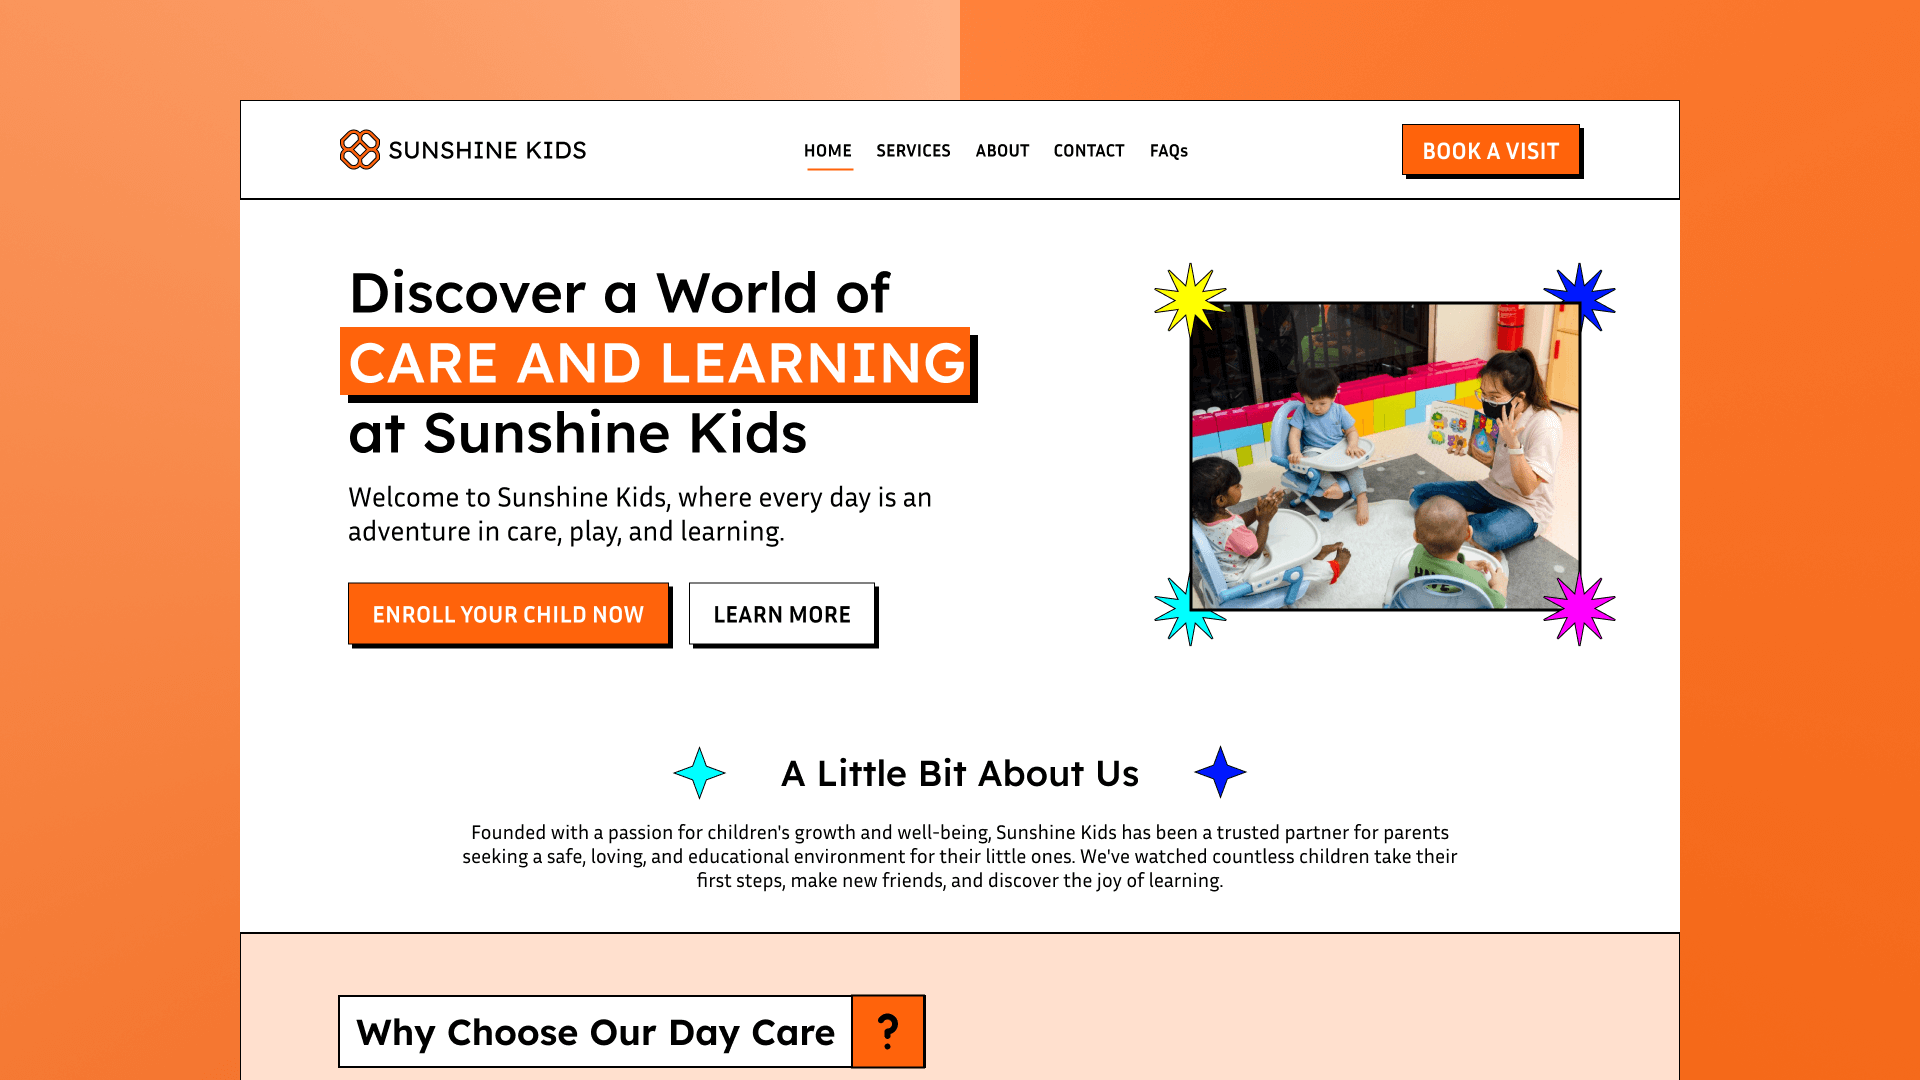 SUNSHINE KIDS
HOME SERVICES ABOUT CONTACT FAQs
BOOK A VISIT
Discover a World of
CARE AND LEARNING
at Sunshine Kids
Welcome to Sunshine Kids, where every day is an
adventure in care, play, and learning.
ENROLL YOUR CHILD NOW
LEARN MORE
A Little Bit About Us
Founded with a passion for children's growth and well-being, Sunshine Kids has been a trusted partner for parents
seeking a safe, loving, and educational environment for their little ones. We've watched countless children take their
first steps, make new friends, and discover the joy of learning.
Why Choose Our Day Care
?